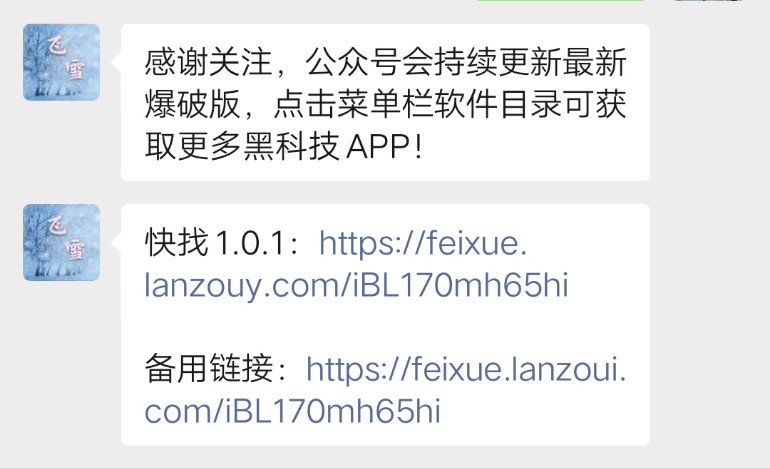 飞
雪
感谢关注，公众号会持续更新最新
爆破版，点击菜单栏软件目录可获
取更多黑科技APP！
飞
雪
快找1.0.1：https://feixue.
lanzouy.com/iBL170mh65hi
备用链接：https://feixue.lanzoui.
com/iBL170mh65hi